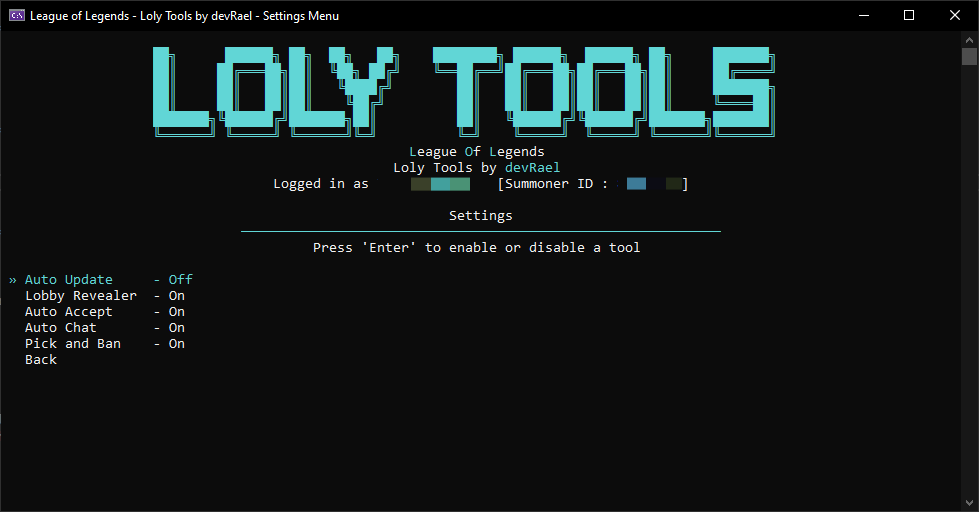 League of Legends - Loly Tools by devRael - Settings Menu
LOLY TOOLS
League Of Legends
Loly Tools by devRael
Logged in as [Summoner ID : ]
Settings
Press 'Enter' to enable or disable a tool
» Auto Update - Off
Lobby Revealer - On
Auto Accept - On
Auto Chat - On
Pick and Ban - On
Back